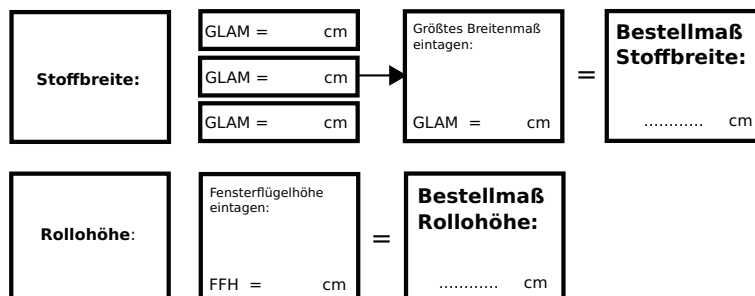 Stoffbreite:
GLAM = cm
GLAM = cm
GLAM = cm
Größtes Breitenmaß
eintagen:
GLAM = cm
=
Bestellmaß
Stoffbreite:
............ cm
Rollohöhe:
Fensterflügelhöhe
eintagen:
FFH = cm
=
Bestellmaß
Rollohöhe:
............ cm